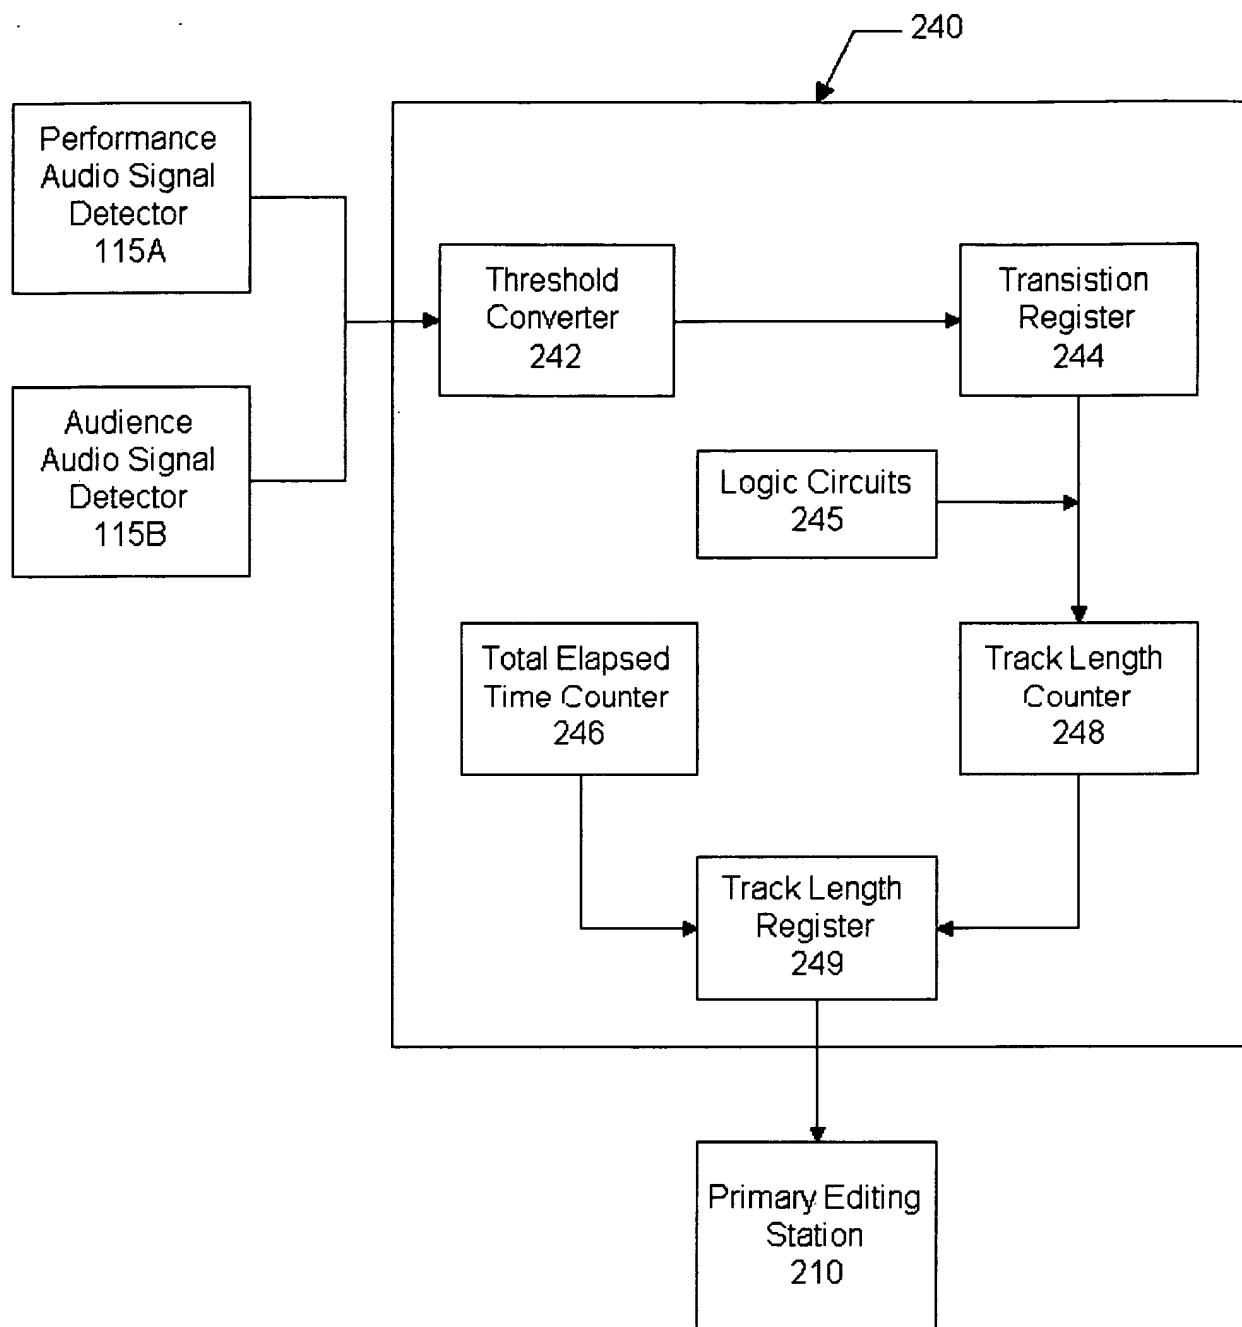 240
Performance
Audio Signal
Detector
115A
Threshold
Converter
242
Transistion
Register
244
Audience
Audio Signal
Detector
115B
Logic Circuits
245
Total Elapsed
Time Counter
246
Track Length
Counter
248
Track Length
Register
249
Primary Editing
Station
210